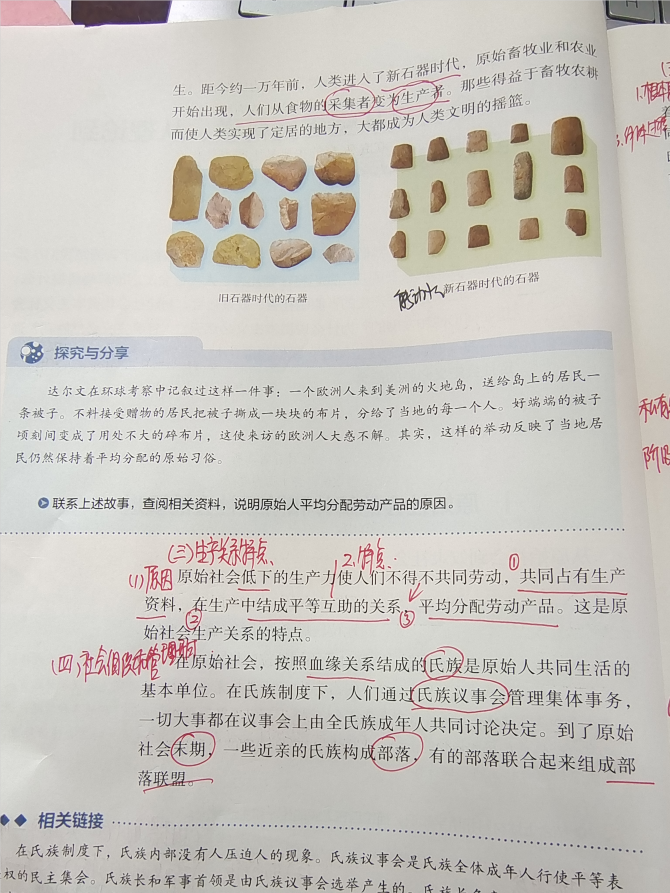 生。距今约一万年前，人类进入了新石器时代，原始畜牧业和农业
开始出现，人们从食物的采集者变为生产者。那些得益于畜牧农耕
而使人类实现了定居的地方，大都成为人类文明的摇篮。
旧石器时代的石器
新石器时代的石器
探究与分享
达尔文在环球考察中记叙过这样一件事：一个欧洲人来到美洲的火地岛，送给岛上的居民一
条被子。不料接受赠物的居民把被子撕成一块块的布片，分给了当地的每一个人。好端端的被子
顷刻间变成了用处不大的碎布片，这使来访的欧洲人大惑不解。其实，这样的举动反映了当地居
民仍然保持着平均分配的原始习俗。
联系上述故事，查阅相关资料，说明原始人平均分配劳动产品的原因。
(三)生产关系特点
(1)原因
2.特点:
①
原始社会低下的生产力使人们不得不共同劳动，共同占有生产
资料，在生产中结成平等互助的关系，平均分配劳动产品。这是原
②
③
始社会生产关系的特点。
(四)社会组织和管理
在原始社会，按照血缘关系结成的氏族是原始人共同生活的
基本单位。在氏族制度下，人们通过氏族议事会管理集体事务，
一切大事都在议事会上由全氏族成年人共同讨论决定。到了原始
社会末期，一些近亲的氏族构成部落，有的部落联合起来组成部
落联盟。
相关链接
在氏族制度下，氏族内部没有人压迫人的现象。氏族议事会是氏族全体成年人行使平等表
权的民主集会。氏族长和军事首领是由氏族议事会选举产生的。